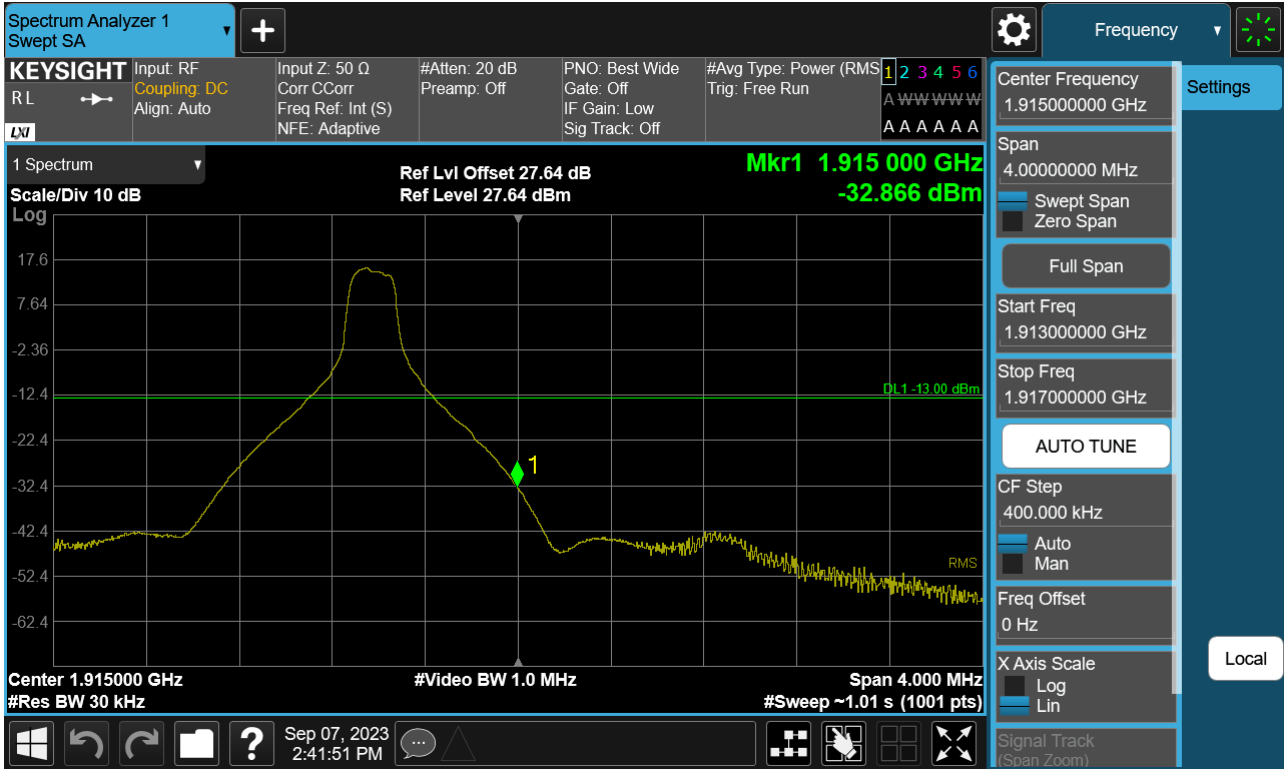 Spectrum Analyzer 1
Swept SA
+
Frequency
KEYSIGHT
R L
LXI
Input: RF
Coupling: DC
Align: Auto
Input Z: 50 Ω
Corr CCorr
Freq Ref: Int (S)
NFE: Adaptive
#Atten: 20 dB
Preamp: Off
PNO: Best Wide
Gate: Off
IF Gain: Low
Sig Track: Off
#Avg Type: Power (RMS
Trig: Free Run
1 2 3 4 5 6
A W W W W W
A A A A A A
1 Spectrum
Scale/Div 10 dB
Log
Ref Lvl Offset 27.64 dB
Ref Level 27.64 dBm
Mkr1 1.915 000 GHz
-32.866 dBm
17.6
7.64
-2.36
-12.4
-22.4
-32.4
-42.4
-52.4
-62.4
DL1 -13.00 dBm
1
RMS
Center 1.915000 GHz
#Res BW 30 kHz
#Video BW 1.0 MHz
Span 4.000 MHz
#Sweep ~1.01 s (1001 pts)
Center Frequency
1.915000000 GHz
Span
4.00000000 MHz
Swept Span
Zero Span
Full Span
Start Freq
1.913000000 GHz
Stop Freq
1.917000000 GHz
AUTO TUNE
CF Step
400.000 kHz
Auto
Man
Freq Offset
0 Hz
X Axis Scale
Log
Lin
Signal Track
(Span Zoom)
Settings
Local
?
Sep 07, 2023
2:41:51 PM